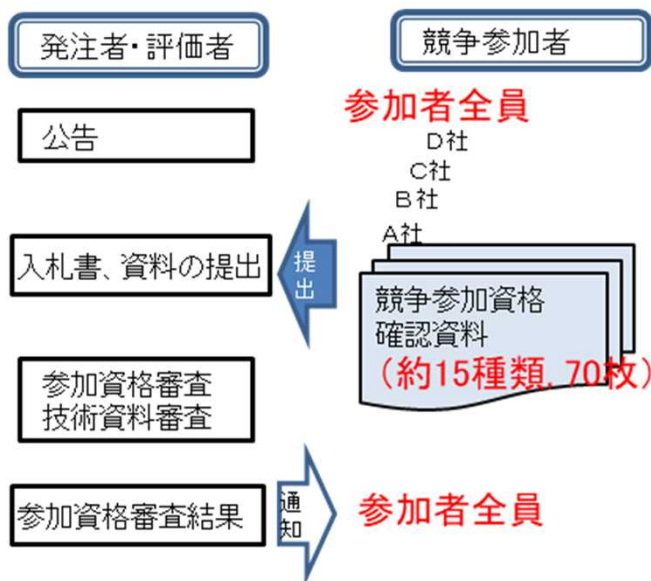 発注者・評価者
競争参加者
公告
参加者全員
D社
C社
B社
A社
入札書、資料の提出
提出
競争参加資格
確認資料
(約15種類,70枚)
参加資格審査
技術資料審査
参加資格審査結果
通知
参加者全員